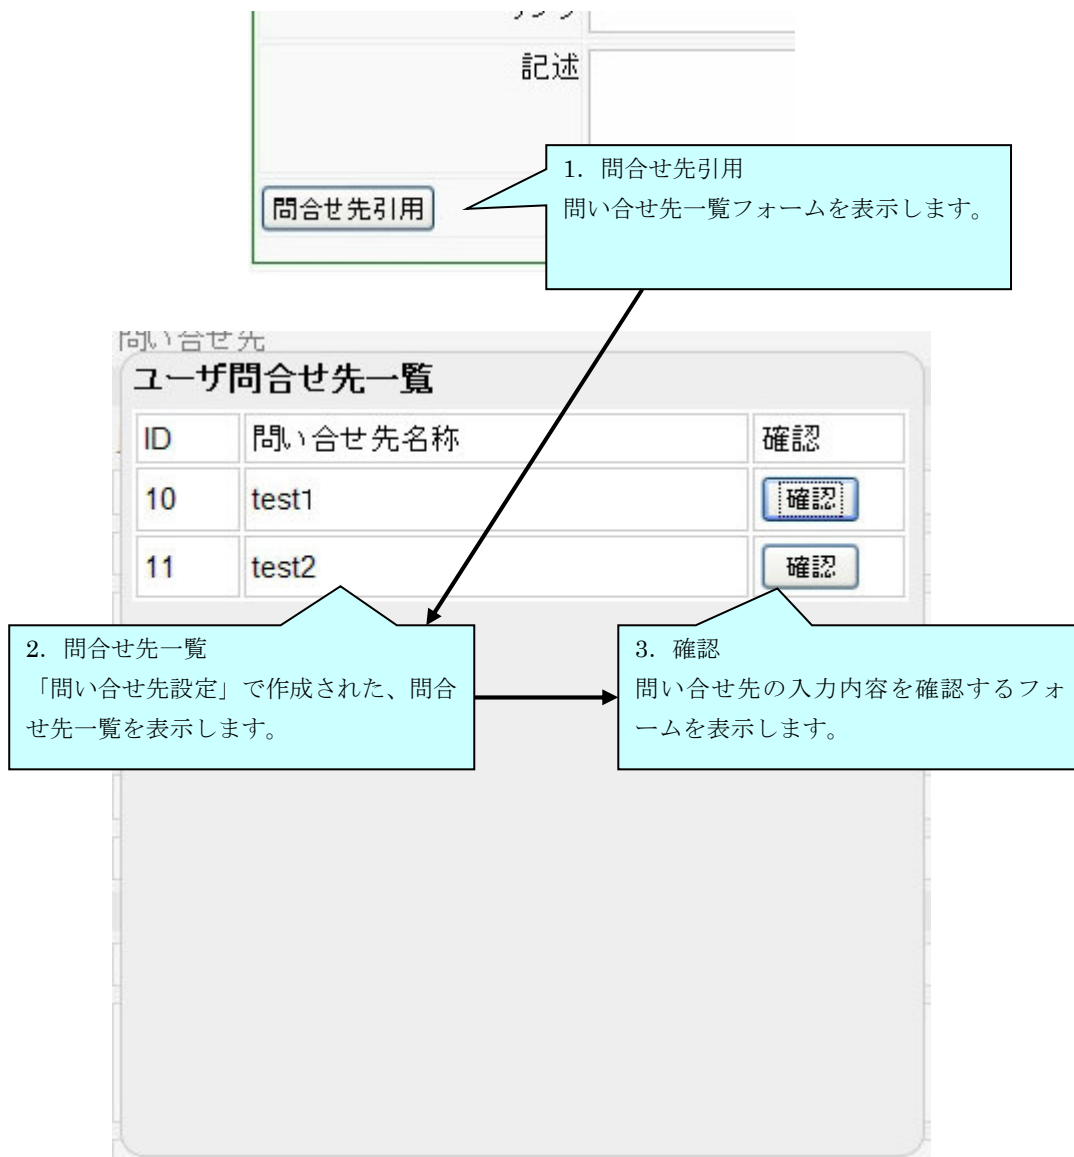 記述
1. 問合せ先引用
問い合せ先一覧フォームを表示します。
問合せ先引用
問い合せ先
ユーザ問合せ先一覧
ID 問い合せ先名称 確認
10 test1 確認
11 test2 確認
2. 問合せ先一覧
「問い合せ先設定」で作成された、問合
せ先一覧を表示します。
3. 確認
問い合せ先の入力内容を確認するフォ
ームを表示します。